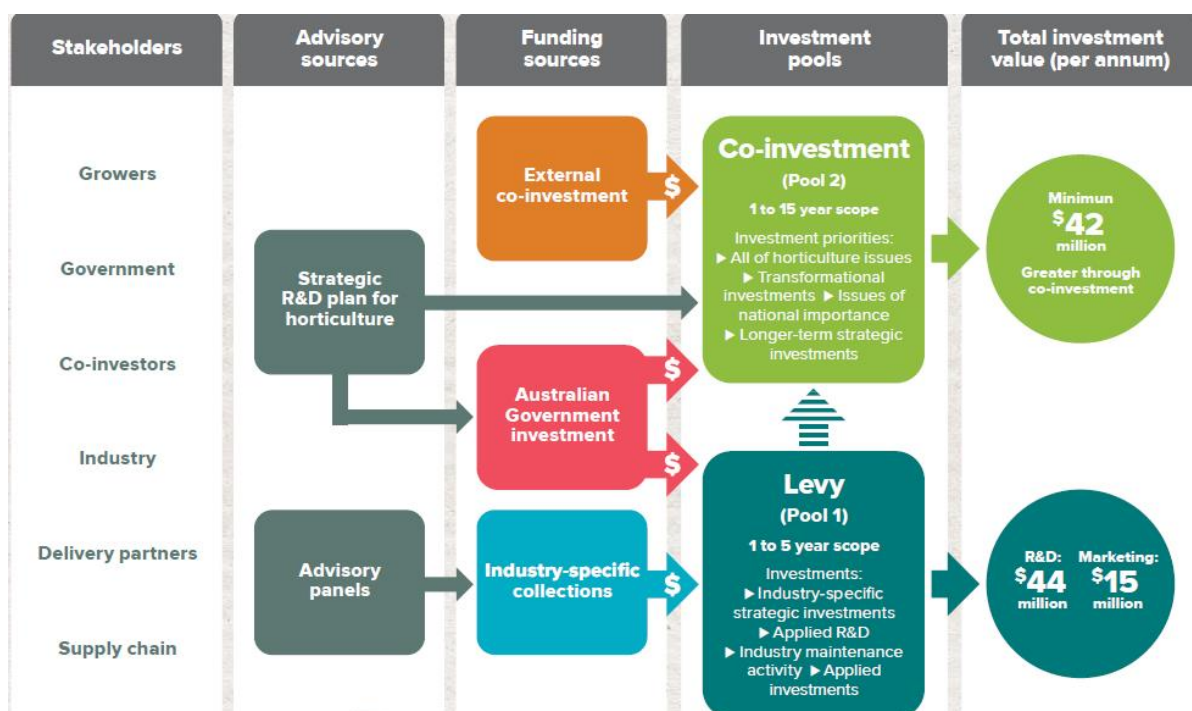 Stakeholders
Advisory
sources
Funding
sources
Investment
pools
Total investment
value (per annum)
Growers
Government
Co-investors
Industry
Delivery partners
Supply chain
Strategic
R&D plan for
horticulture
Advisory
panels
External
co-investment
$
Australian
Government
investment
$
$
Industry-specific
collections
$
Co-investment
(Pool 2)
1 to 15 year scope
Investment priorities:
▶ All of horticulture issues
▶ Transformational
investments ▶ Issues of
national importance
▶ Longer-term strategic
investments
Levy
(Pool 1)
1 to 5 year scope
Investments:
▶ Industry-specific
strategic investments
▶ Applied R&D
▶ Industry maintenance
activity ▶ Applied
investments
Minimun
$42
million
Greater through
co-investment
R&D: Marketing:
$44 $15
million million